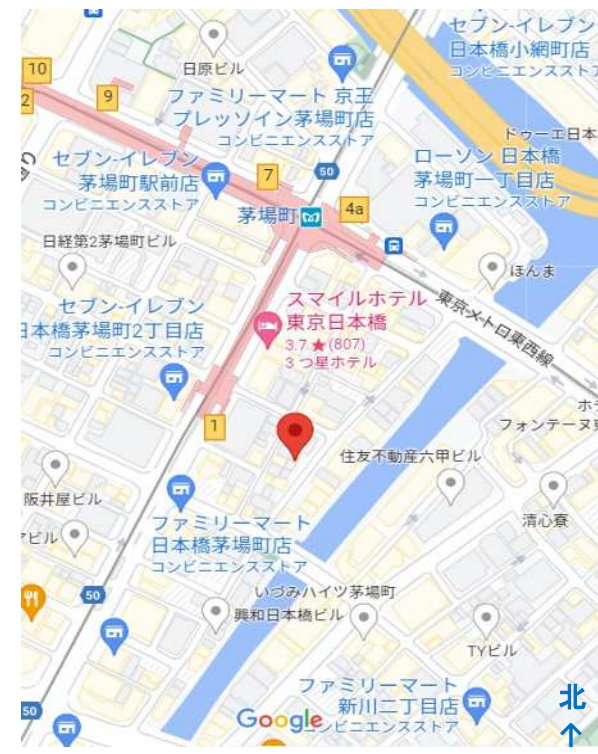 セブン-イレブン
日本橋小網町店
コンビニエンススト
日原ビル
10
9
2
ファミリーマート 京王
プレッソイン茅場町店
コンビニエンスストア
ドゥーエ日本
セブン-イレブン
茅場町駅前店
コンビニエンスストア
7
50
ローソン 日本橋
茅場町一丁目店
コンビニエンスストア
茅場町
4a
日経第2茅場町ビル
ほんま
東京メトロ東西線
セブン-イレブン
日本橋茅場町2丁目店
コンビニエンスストア
スマイルホテル
東京日本橋
3.7★(807)
3 つ星ホテル
ホテ
フォンテーヌ東
1
住友不動産六甲ビル
阪井屋ビル
清心寮
ファミリーマート
日本橋茅場町店
コンビニエンスストア
ビル
50
いづみハイツ茅場町
興和日本橋ビル
TYビル
ファミリーマート
新川二丁目店
コンビニエンスストア
50
Google
北
↑